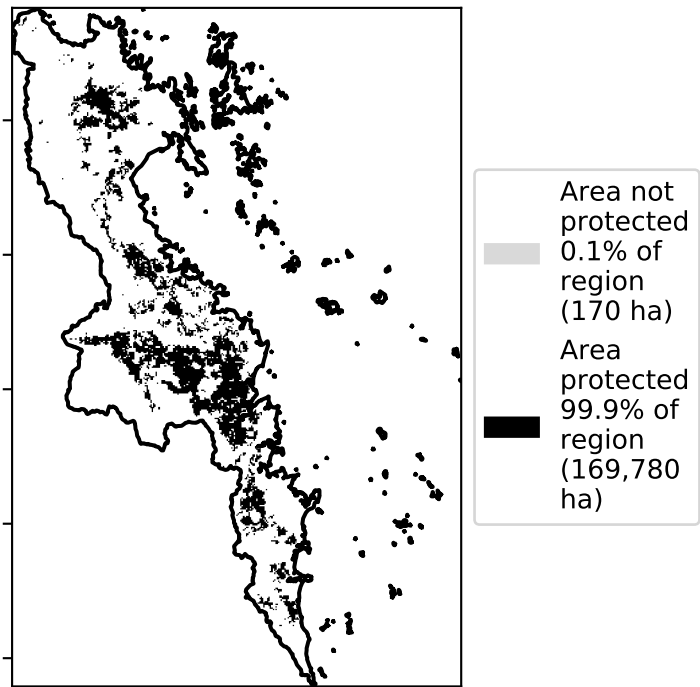 Area not
protected
0.1% of
region
(170 ha)
Area
protected
99.9% of
region
(169,780
ha)